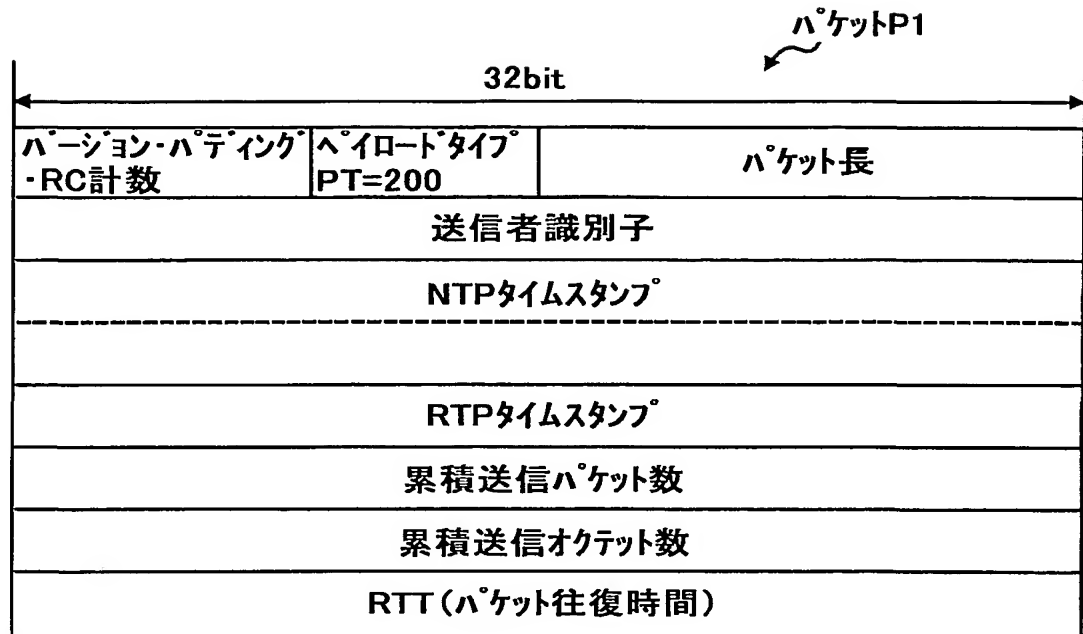 ﾊﾟｹｯﾄP1
32bit
ﾊﾞｰｼﾞｮﾝ･ﾊﾟﾃﾞｨﾝｸﾞ
･RC計数
ﾍﾟｲﾛｰﾄﾞﾀｲﾌﾟ
PT=200
ﾊﾟｹｯﾄ長
送信者識別子
NTPﾀｲﾑｽﾀﾝﾌﾟ
RTPﾀｲﾑｽﾀﾝﾌﾟ
累積送信ﾊﾟｹｯﾄ数
累積送信ｵｸﾃｯﾄ数
RTT(ﾊﾟｹｯﾄ往復時間)